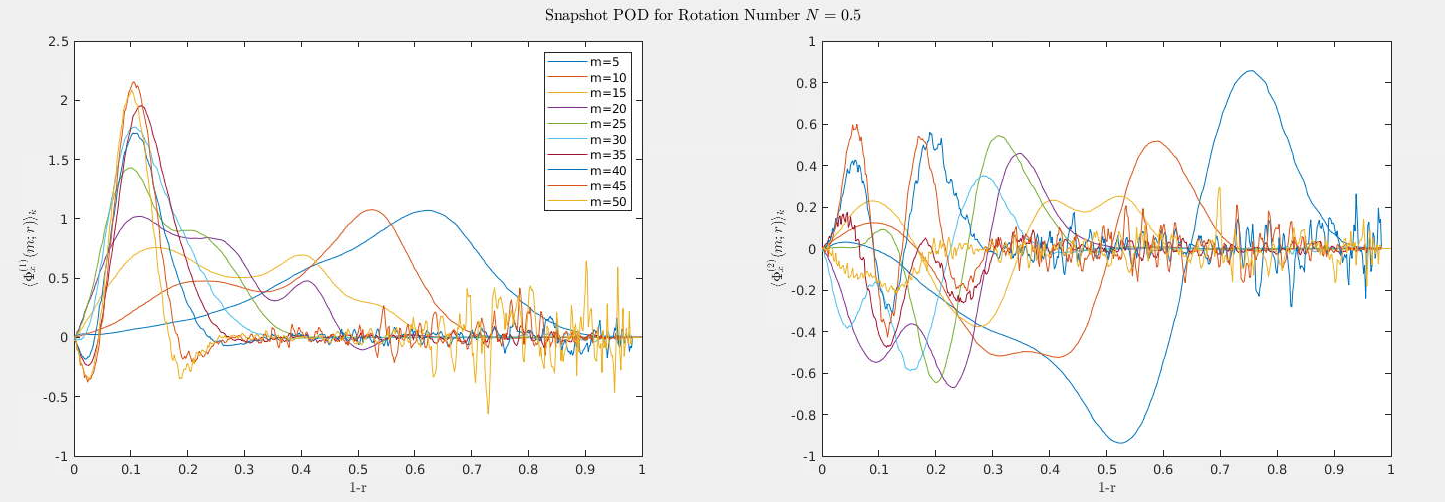 Snapshot POD for Rotation Number N = 0.5
2.5
2
1.5
1
0.5
0
-0.5
-1
0 0.1 0.2 0.3 0.4 0.5 0.6 0.7 0.8 0.9 1
1-r
⟨Φₓ⁽¹⁾(m; r)⟩ₖ
m=5
m=10
m=15
m=20
m=25
m=30
m=35
m=40
m=45
m=50
1
0.8
0.6
0.4
0.2
0
-0.2
-0.4
-0.6
-0.8
-1
0 0.1 0.2 0.3 0.4 0.5 0.6 0.7 0.8 0.9 1
1-r
⟨Φₓ⁽²⁾(m; r)⟩ₖ